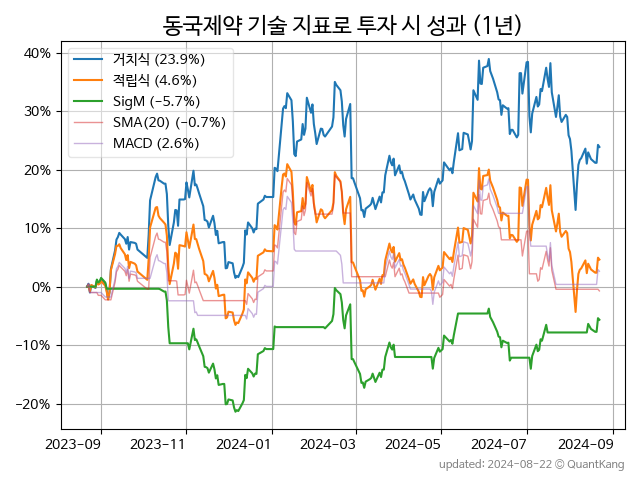 동국제약 기술 지표로 투자 시 성과 (1년)
거치식 (23.9%)
적립식 (4.6%)
SigM (−5.7%)
SMA(20) (−0.7%)
MACD (2.6%)
40%
30%
20%
10%
0%
−10%
−20%
2023-09 2023-11 2024-01 2024-03 2024-05 2024-07 2024-09
updated: 2024-08-22 ⓒ QuantKang